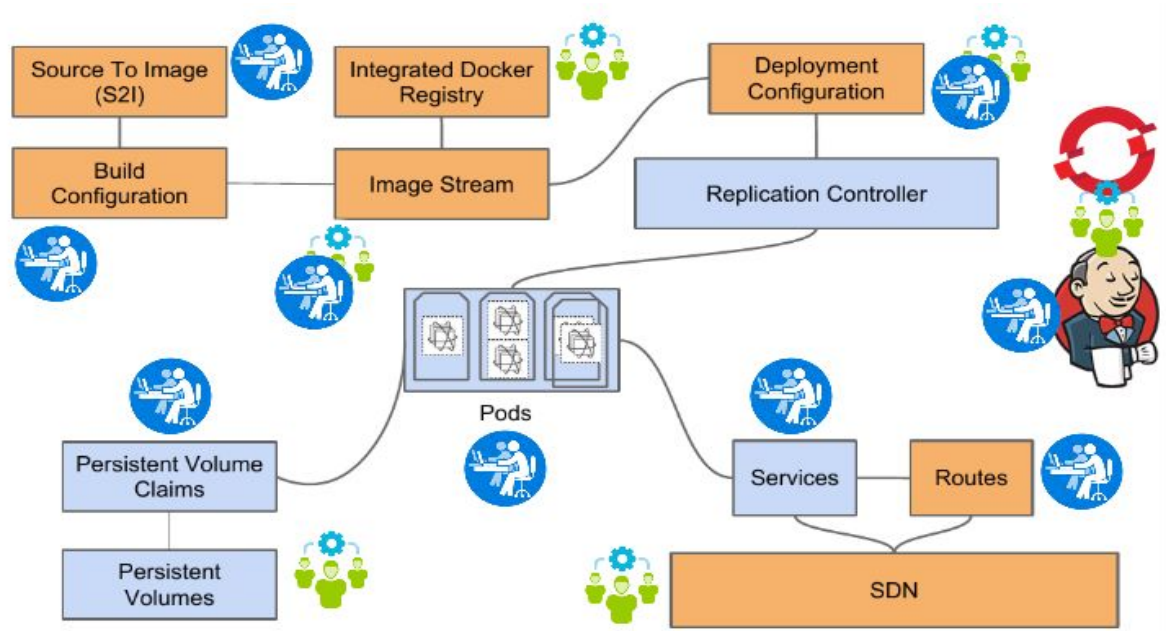 Source To Image
(S2I)
Integrated Docker
Registry
Deployment
Configuration
Build
Configuration
Image Stream
Replication Controller
Pods
Persistent Volume
Claims
Services
Routes
Persistent
Volumes
SDN